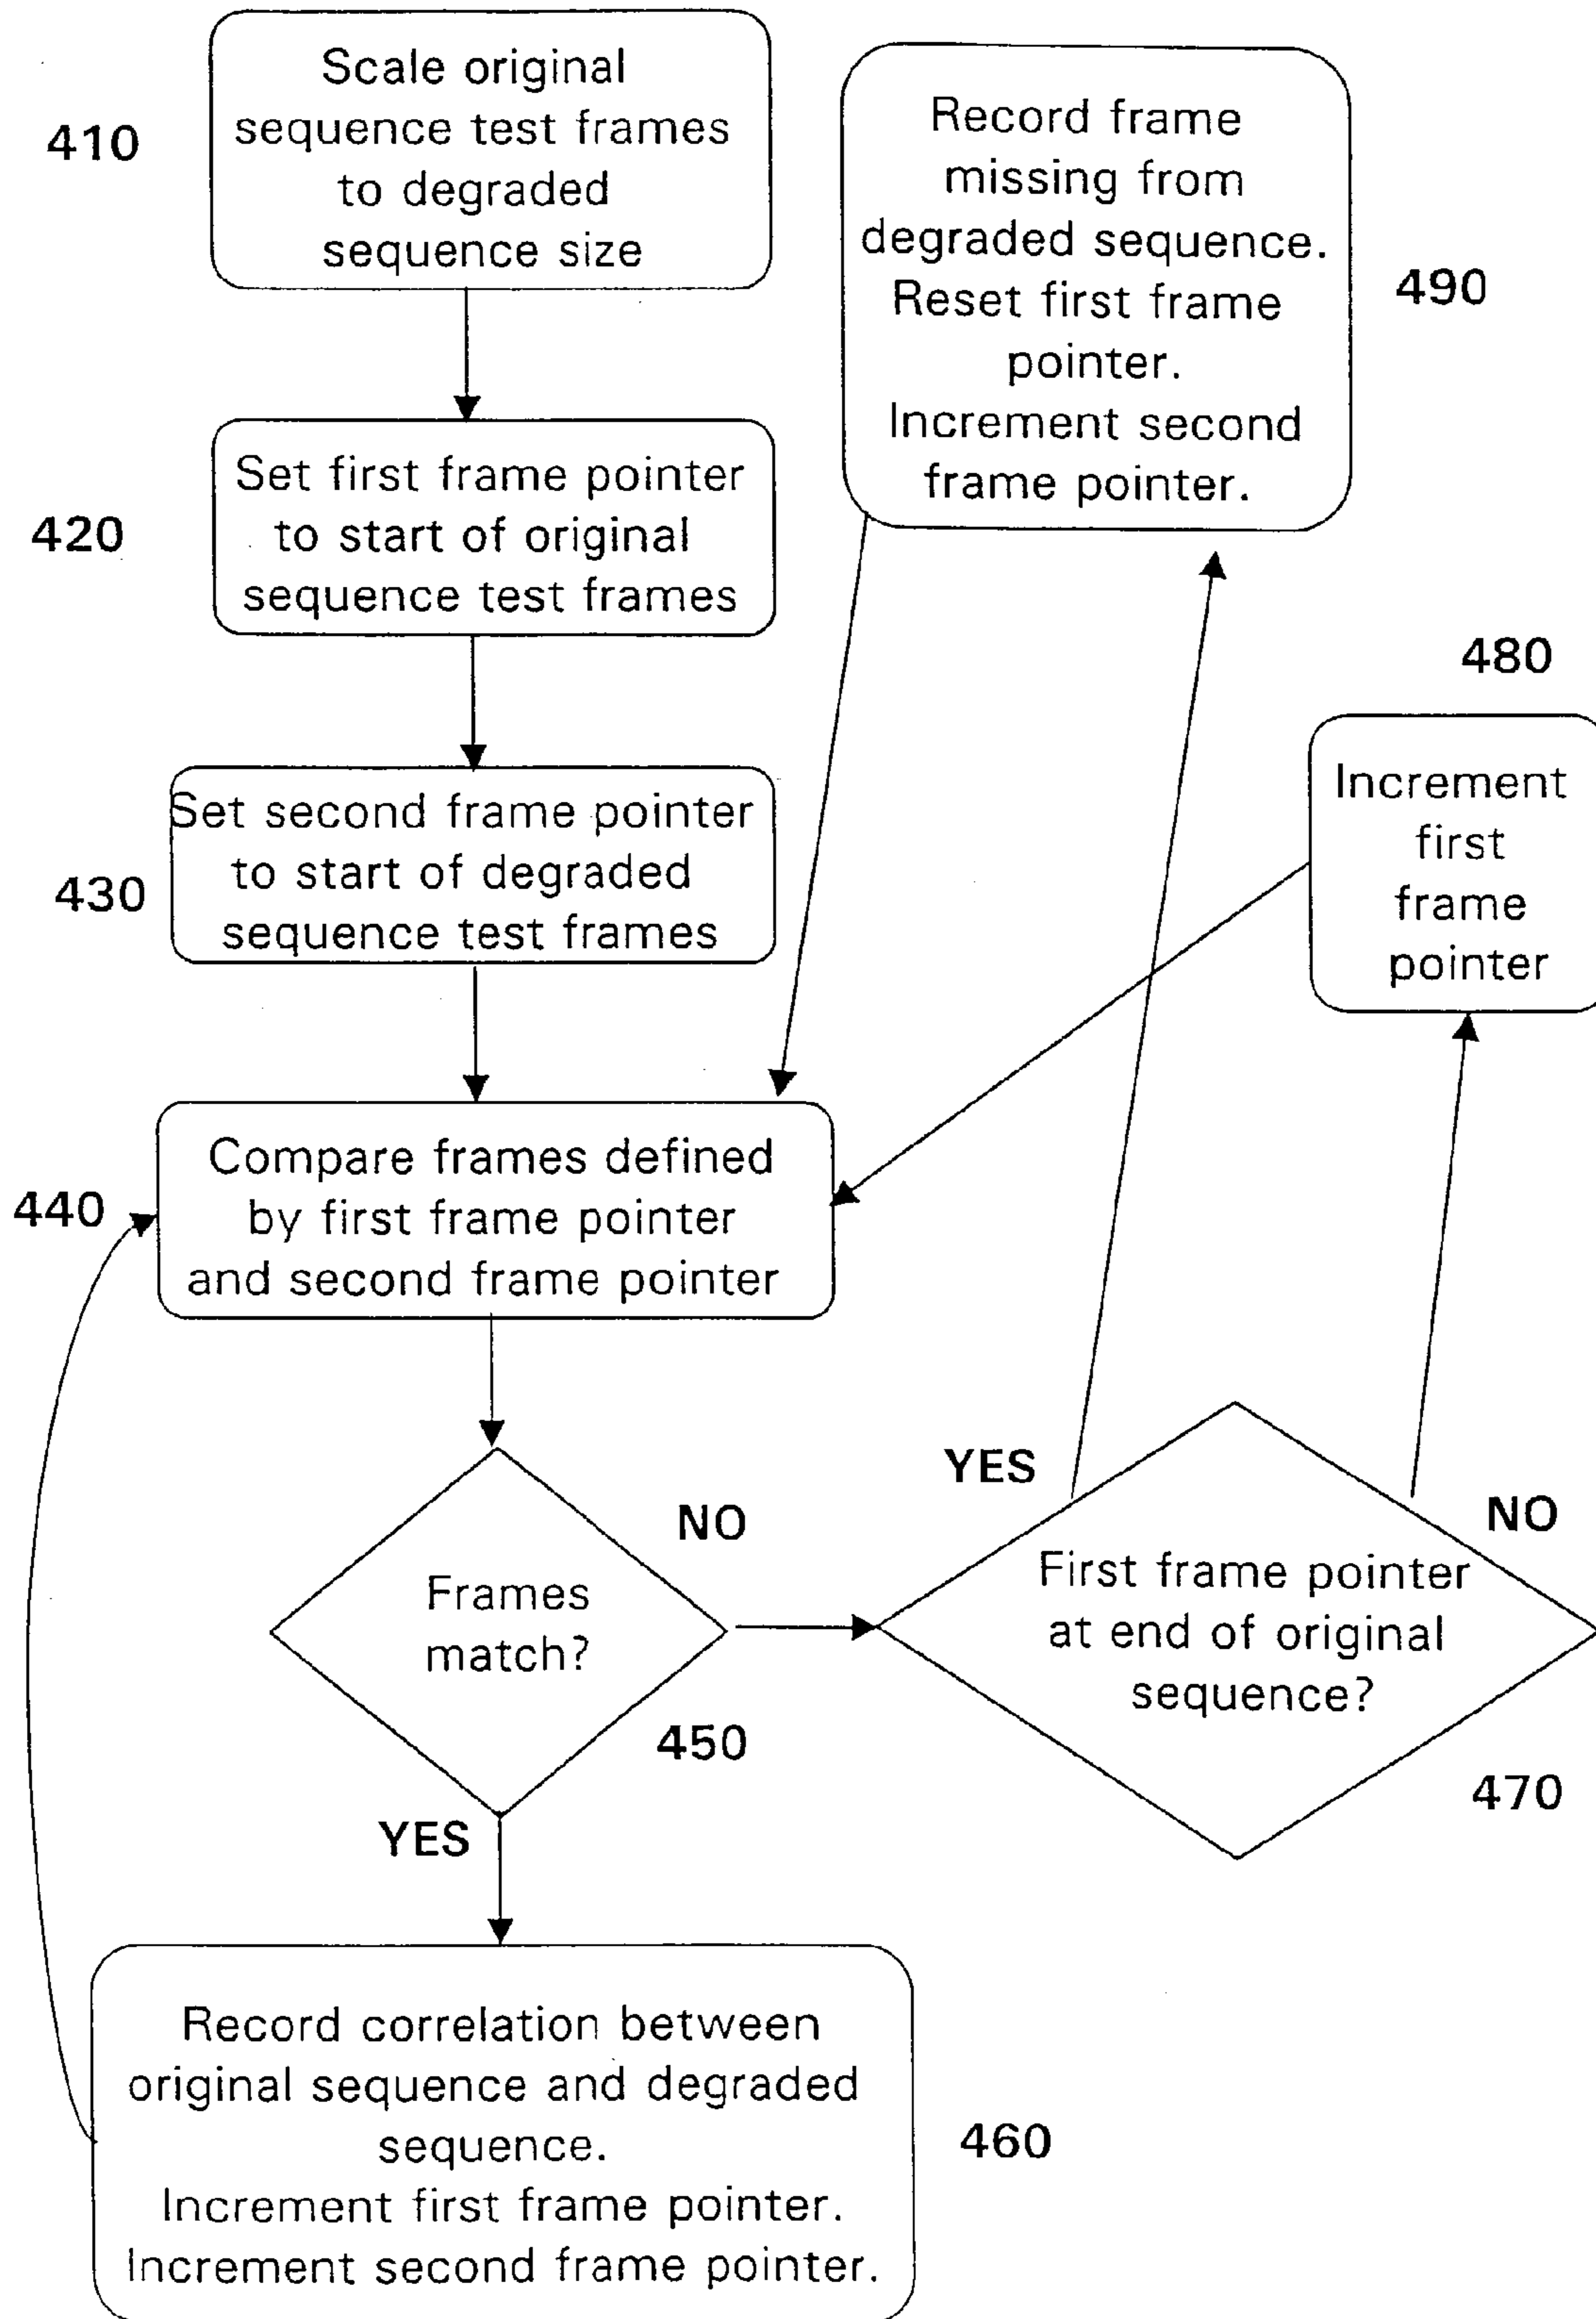 410
Scale original
sequence test frames
to degraded
sequence size
Record frame
missing from
degraded sequence.
Reset first frame
pointer.
Increment second
frame pointer.
490
420
Set first frame pointer
to start of original
sequence test frames
480
Increment
first
frame
pointer
430
Set second frame pointer
to start of degraded
sequence test frames
440
Compare frames defined
by first frame pointer
and second frame pointer
Frames
match?
NO
450
YES
YES
NO
First frame pointer
at end of original
sequence?
470
Record correlation between
original sequence and degraded
sequence.
Increment first frame pointer.
Increment second frame pointer.
460